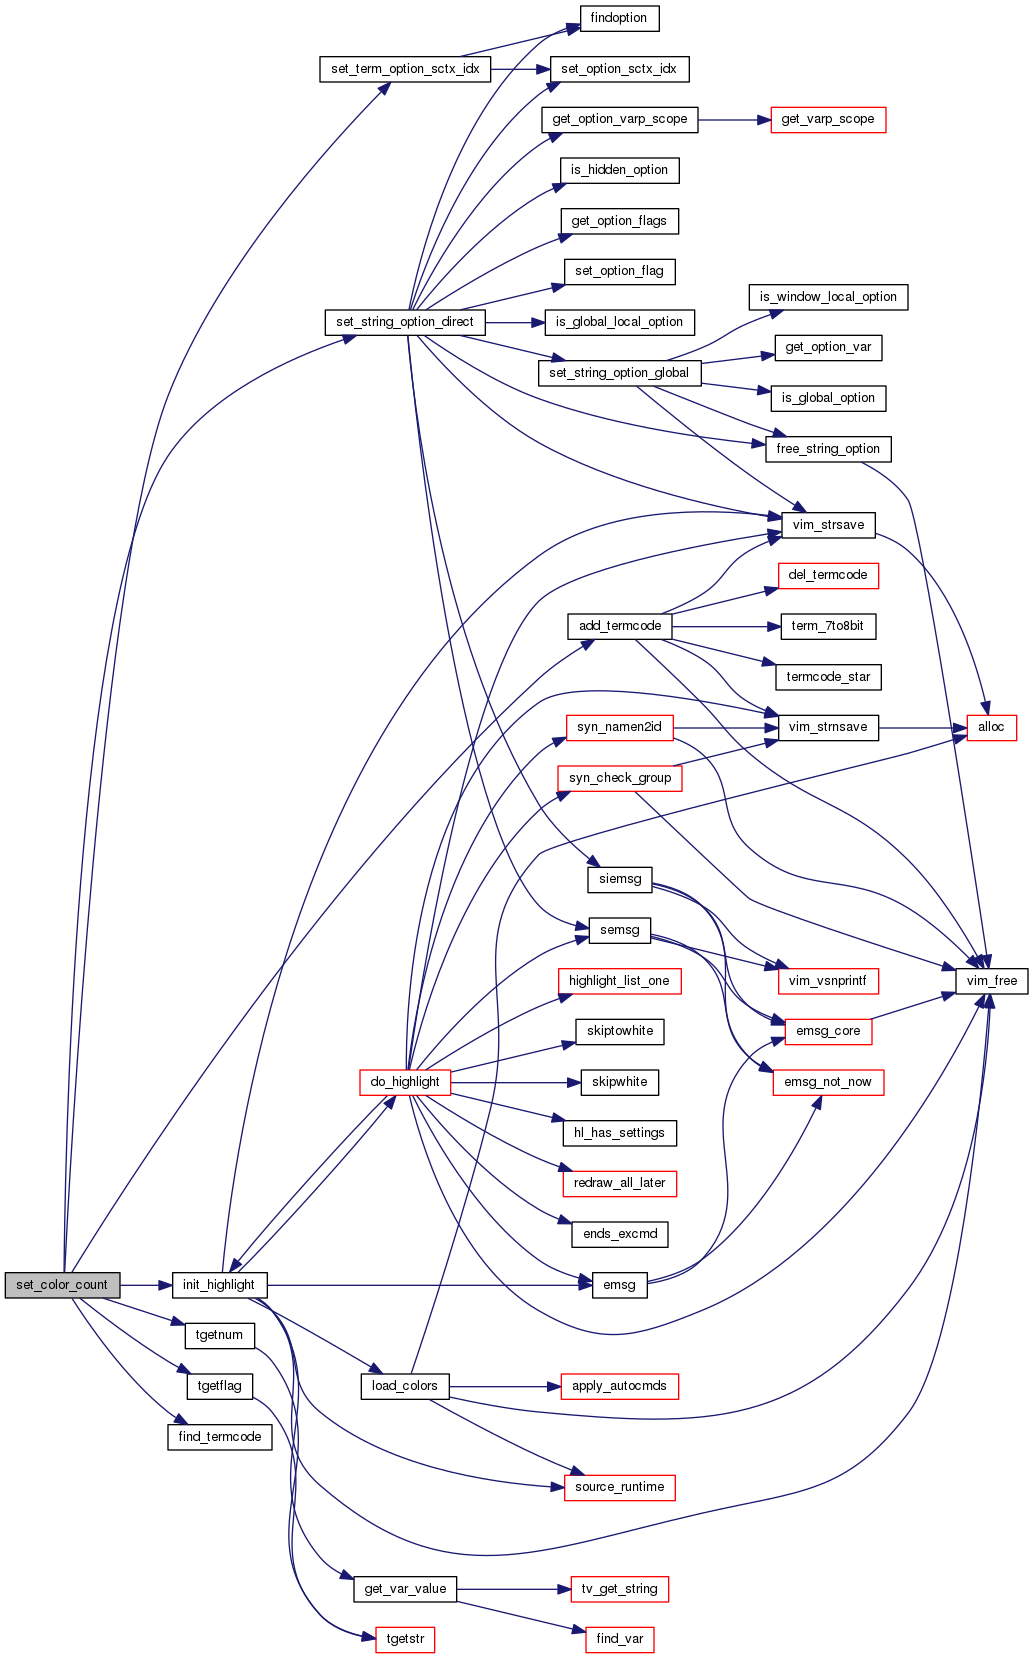 findoption
set_term_option_sctx_idx
set_option_sctx_idx
get_option_varp_scope
get_varp_scope
is_hidden_option
get_option_flags
set_option_flag
is_window_local_option
set_string_option_direct
is_global_local_option
get_option_var
set_string_option_global
is_global_option
free_string_option
vim_strsave
del_termcode
add_termcode
term_7to8bit
termcode_star
syn_namen2id
vim_strnsave
alloc
syn_check_group
siemsg
semsg
highlight_list_one
vim_vsnprintf
vim_free
skiptowhite
emsg_core
do_highlight
skipwhite
emsg_not_now
hl_has_settings
redraw_all_later
ends_excmd
set_color_count
init_highlight
emsg
tgetnum
tgetflag
load_colors
apply_autocmds
find_termcode
source_runtime
get_var_value
tv_get_string
tgetstr
find_var